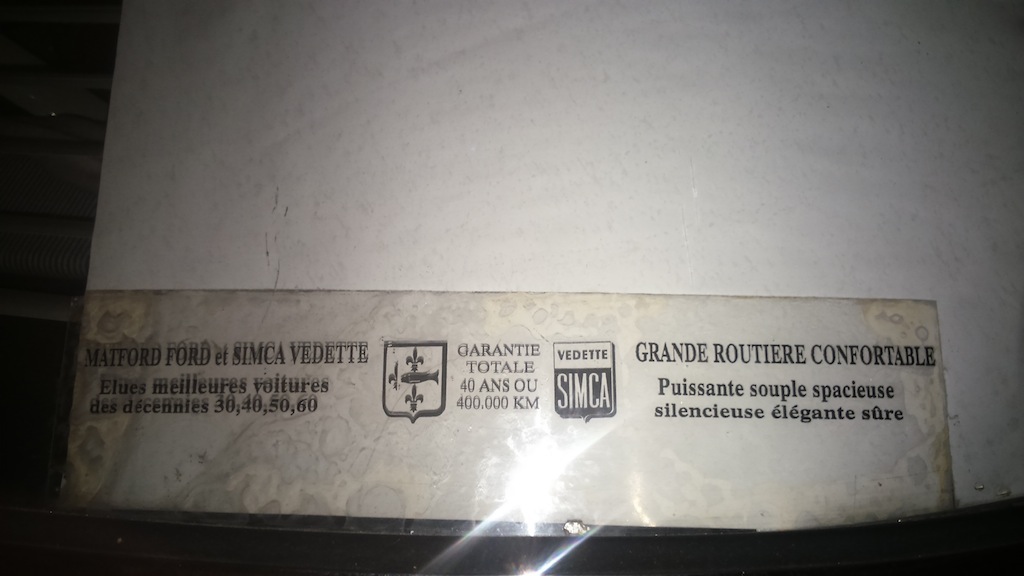 MATFORD FORD et SIMCA VEDETTE
Elues meilleures voitures
des décennies 30,40,50,60
GARANTIE
TOTALE
40 ANS OU
400.000 KM
VEDETTE
SIMCA
GRANDE ROUTIERE CONFORTABLE
Puissante souple spacieuse
silencieuse élégante sûre